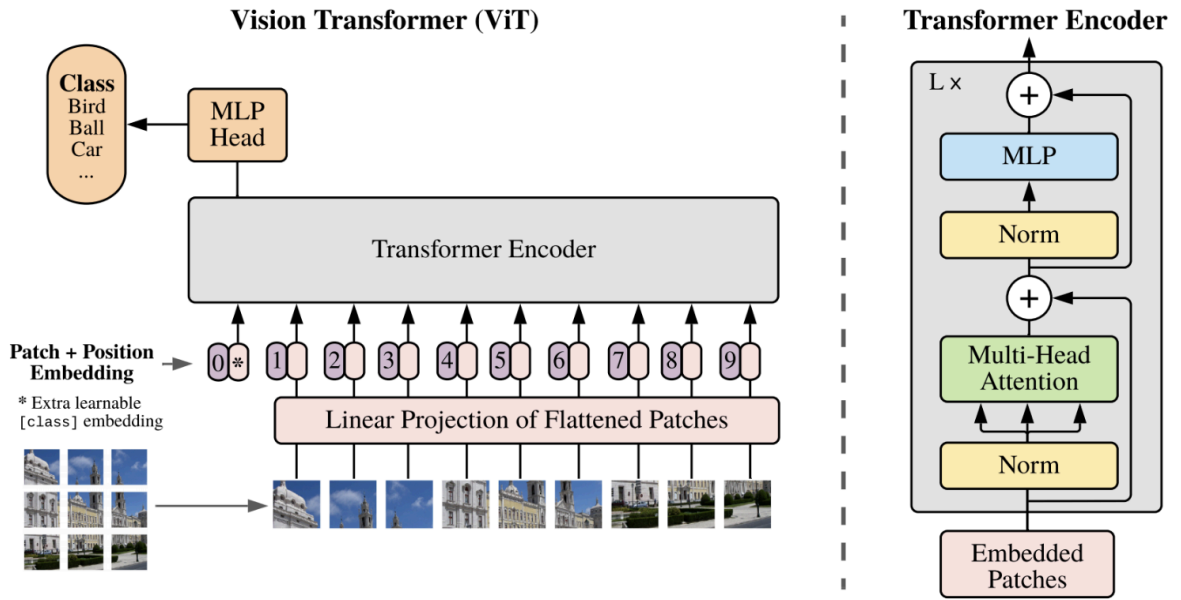 Vision Transformer (ViT)
Class
Bird
Ball
Car
...
MLP
Head
Transformer Encoder
Patch + Position
Embedding
0 * 1 2 3 4 5 6 7 8 9
* Extra learnable
[class] embedding
Linear Projection of Flattened Patches
Transformer Encoder
L x
+
MLP
Norm
+
Multi-Head
Attention
Norm
Embedded
Patches